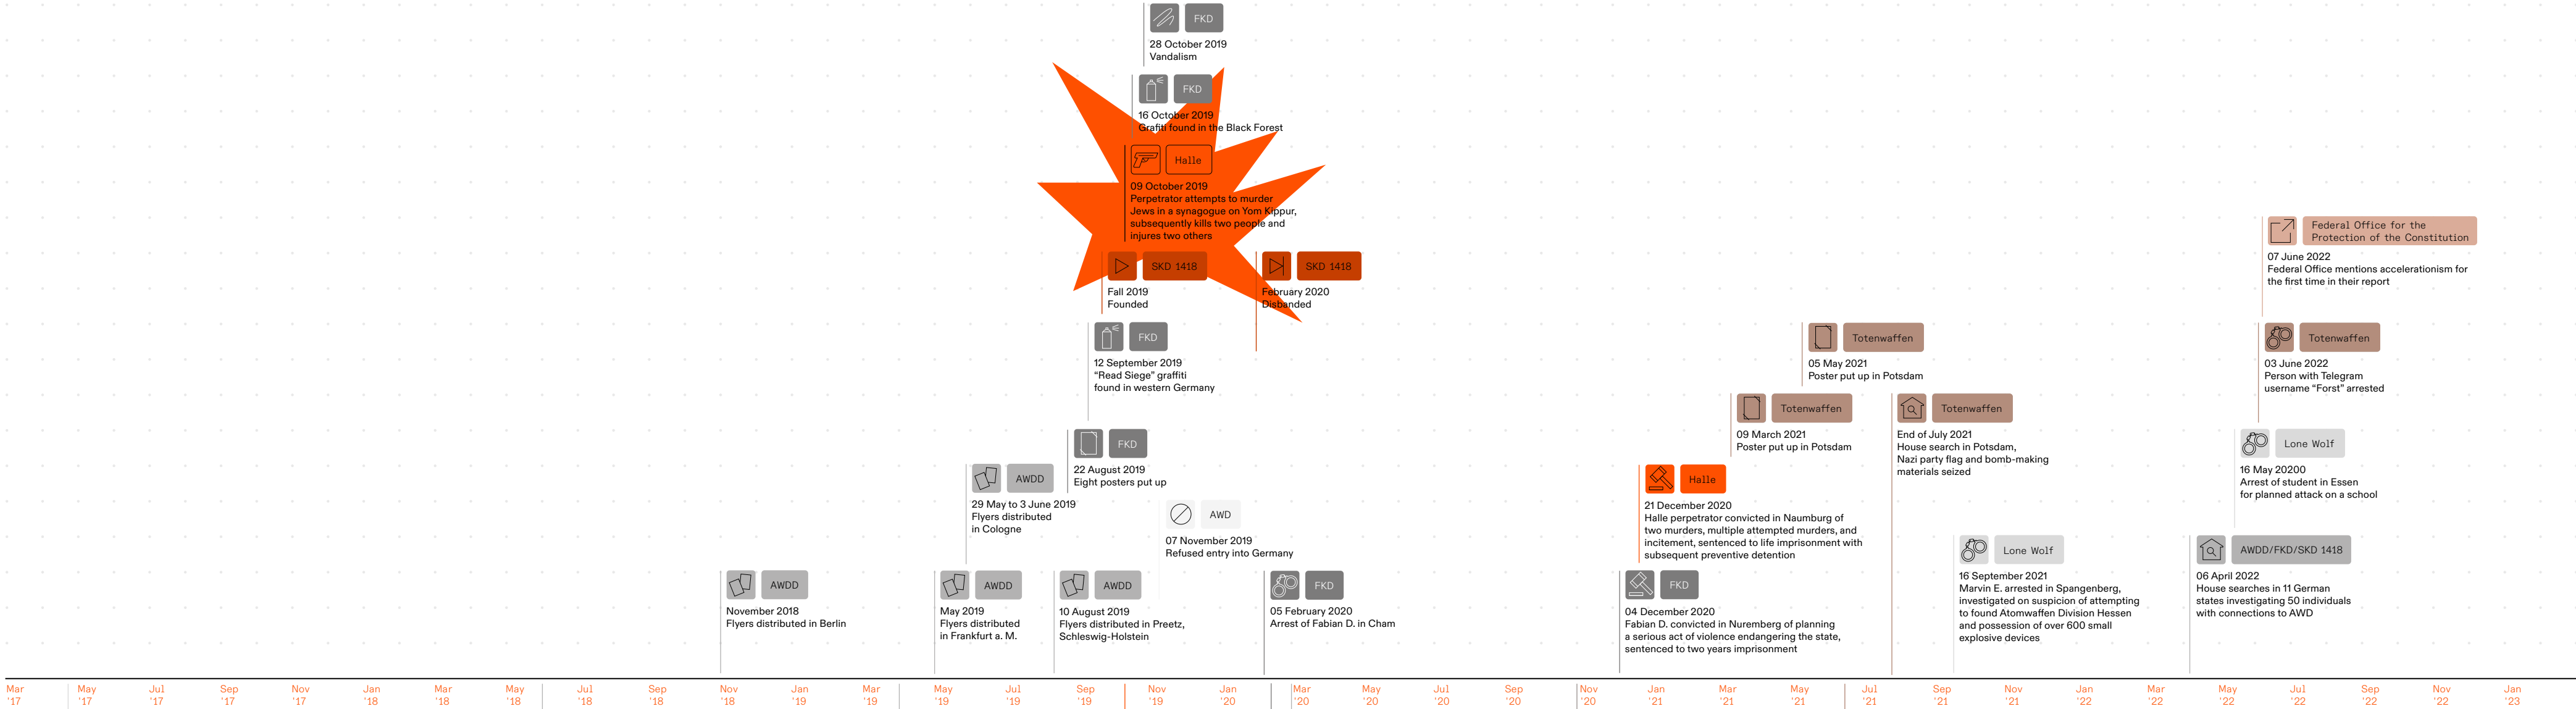 FKD
28 October 2019
Vandalism
FKD
16 October 2019
Grafiti found in the Black Forest
Halle
09 October 2019
Perpetrator attempts to murder
Jews in a synagogue on Yom Kippur,
subsequently kills two people and
injures two others
SKD 1418
Fall 2019
Founded
SKD 1418
February 2020
Disbanded
FKD
12 September 2019
“Read Siege” graffiti
found in western Germany
FKD
22 August 2019
Eight posters put up
AWDD
29 May to 3 June 2019
Flyers distributed
in Cologne
AWD
07 November 2019
Refused entry into Germany
AWDD
November 2018
Flyers distributed in Berlin
AWDD
May 2019
Flyers distributed
in Frankfurt a. M.
AWDD
10 August 2019
Flyers distributed in Preetz,
Schleswig-Holstein
FKD
05 February 2020
Arrest of Fabian D. in Cham
Federal Office for the
Protection of the Constitution
07 June 2022
Federal Office mentions accelerationism for
the first time in their report
Totenwaffen
05 May 2021
Poster put up in Potsdam
Totenwaffen
03 June 2022
Person with Telegram
username “Forst” arrested
Totenwaffen
09 March 2021
Poster put up in Potsdam
Totenwaffen
End of July 2021
House search in Potsdam,
Nazi party flag and bomb-making
materials seized
Lone Wolf
16 May 20200
Arrest of student in Essen
for planned attack on a school
Halle
21 December 2020
Halle perpetrator convicted in Naumburg of
two murders, multiple attempted murders, and
incitement, sentenced to life imprisonment with
subsequent preventive detention
FKD
04 December 2020
Fabian D. convicted in Nuremberg of planning
a serious act of violence endangering the state,
sentenced to two years imprisonment
Lone Wolf
16 September 2021
Marvin E. arrested in Spangenberg,
investigated on suspicion of attempting
to found Atomwaffen Division Hessen
and possession of over 600 small
explosive devices
AWDD/FKD/SKD 1418
06 April 2022
House searches in 11 German
states investigating 50 individuals
with connections to AWD
Mar '17
May '17
Jul '17
Sep '17
Nov '17
Jan '18
Mar '18
May '18
Jul '18
Sep '18
Nov '18
Jan '19
Mar '19
May '19
Jul '19
Sep '19
Nov '19
Jan '20
Mar '20
May '20
Jul '20
Sep '20
Nov '20
Jan '21
Mar '21
May '21
Jul '21
Sep '21
Nov '21
Jan '22
Mar '22
May '22
Jul '22
Sep '22
Nov '22
Jan '23